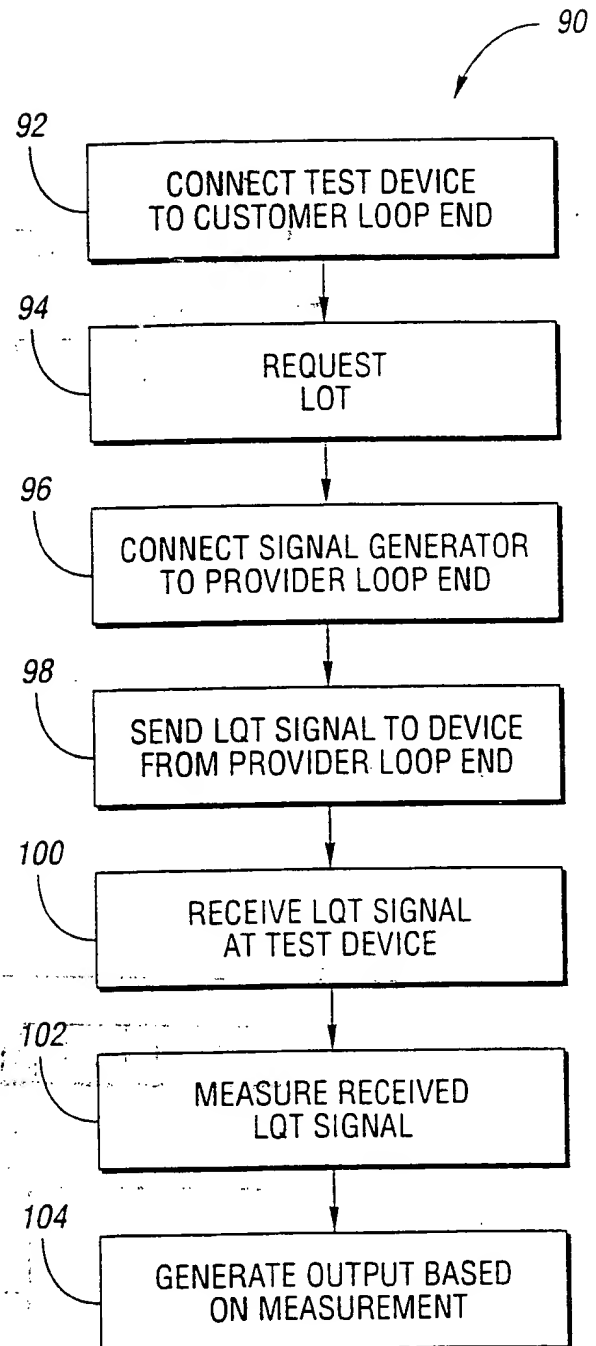 90
92
CONNECT TEST DEVICE
TO CUSTOMER LOOP END
94
REQUEST
LQT
96
CONNECT SIGNAL GENERATOR
TO PROVIDER LOOP END
98
SEND LQT SIGNAL TO DEVICE
FROM PROVIDER LOOP END
100
RECEIVE LQT SIGNAL
AT TEST DEVICE
102
MEASURE RECEIVED
LQT SIGNAL
104
GENERATE OUTPUT BASED
ON MEASUREMENT